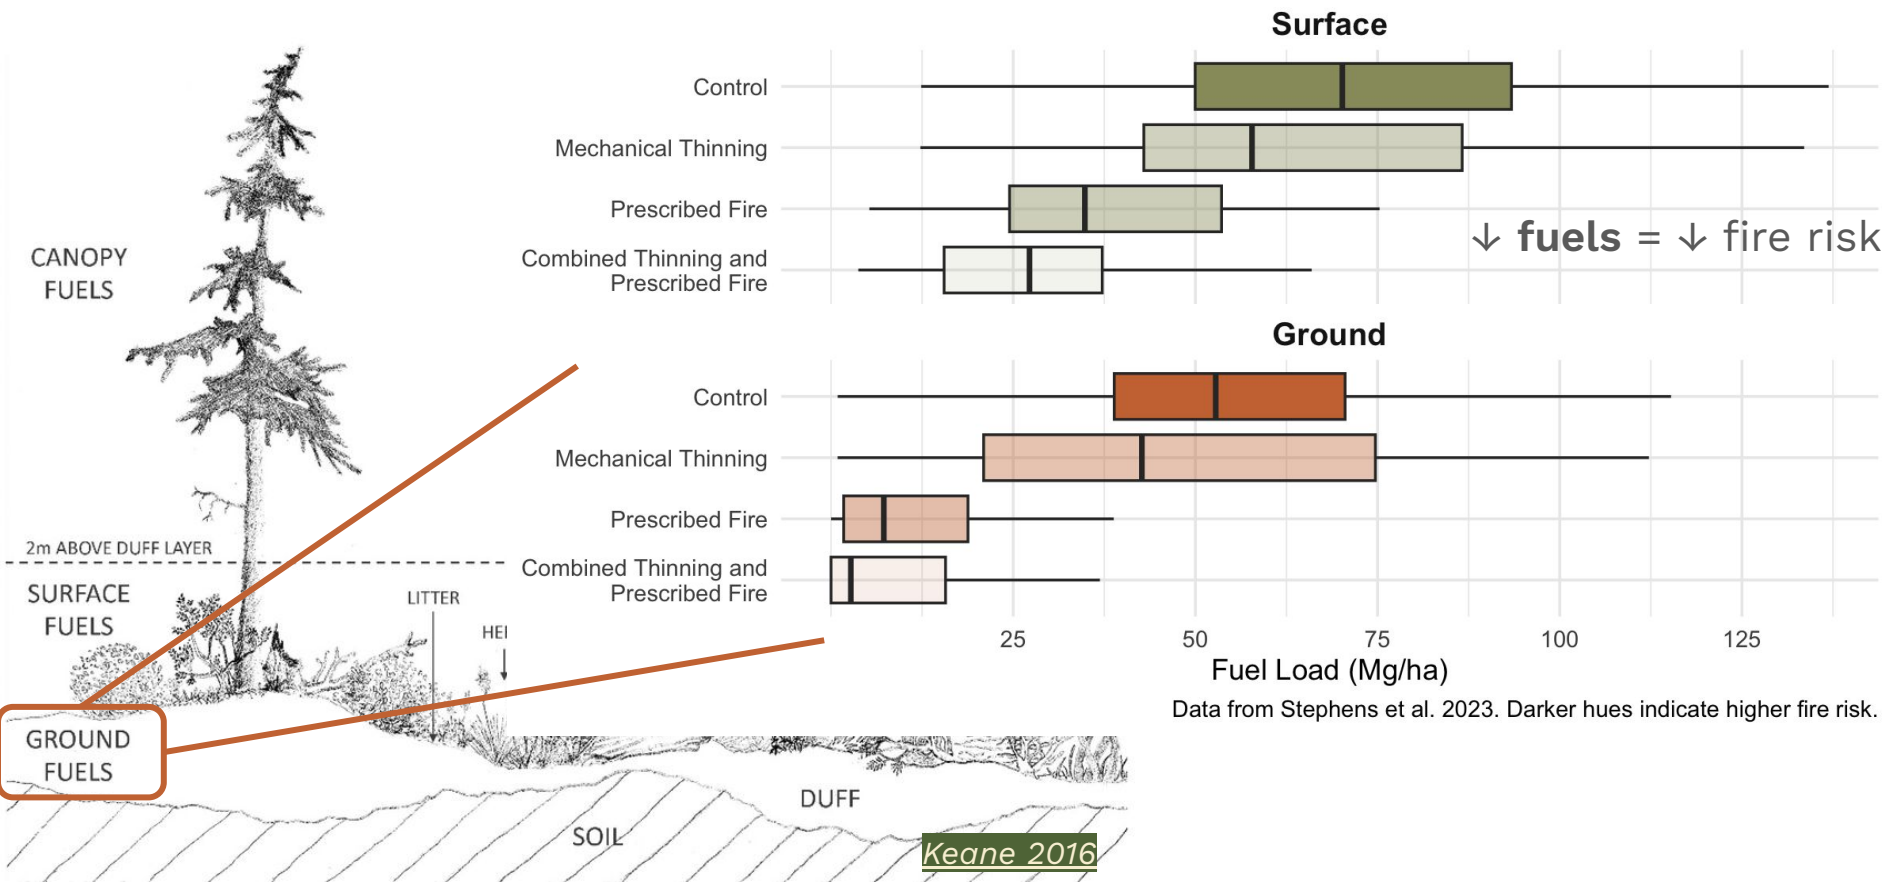 Surface
Control
Mechanical Thinning
Prescribed Fire
Combined Thinning and
Prescribed Fire
↓ fuels = ↓ fire risk
Ground
Control
Mechanical Thinning
Prescribed Fire
Combined Thinning and
Prescribed Fire
25 50 75 100 125
Fuel Load (Mg/ha)
Data from Stephens et al. 2023. Darker hues indicate higher fire risk.
CANOPY
FUELS
2m ABOVE DUFF LAYER
SURFACE
FUELS
LITTER
HEI
GROUND
FUELS
DUFF
SOIL
Keane 2016